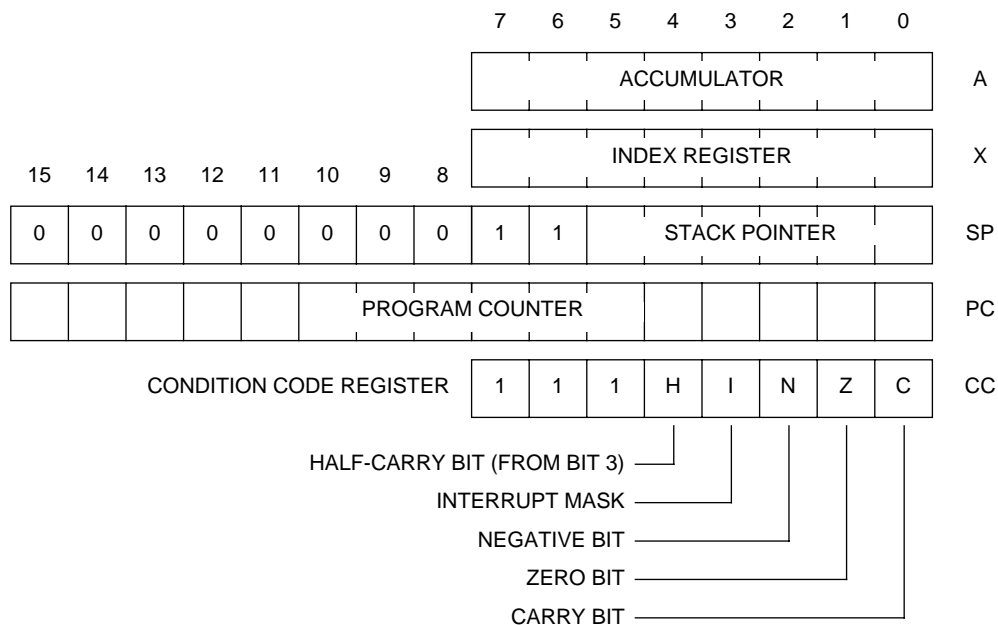 7 6 5 4 3 2 1 0
ACCUMULATOR A
INDEX REGISTER X
15 14 13 12 11 10 9 8
0 0 0 0 0 0 0 0 1 1 STACK POINTER SP
PROGRAM COUNTER PC
CONDITION CODE REGISTER 1 1 1 H I N Z C CC
HALF-CARRY BIT (FROM BIT 3)
INTERRUPT MASK
NEGATIVE BIT
ZERO BIT
CARRY BIT